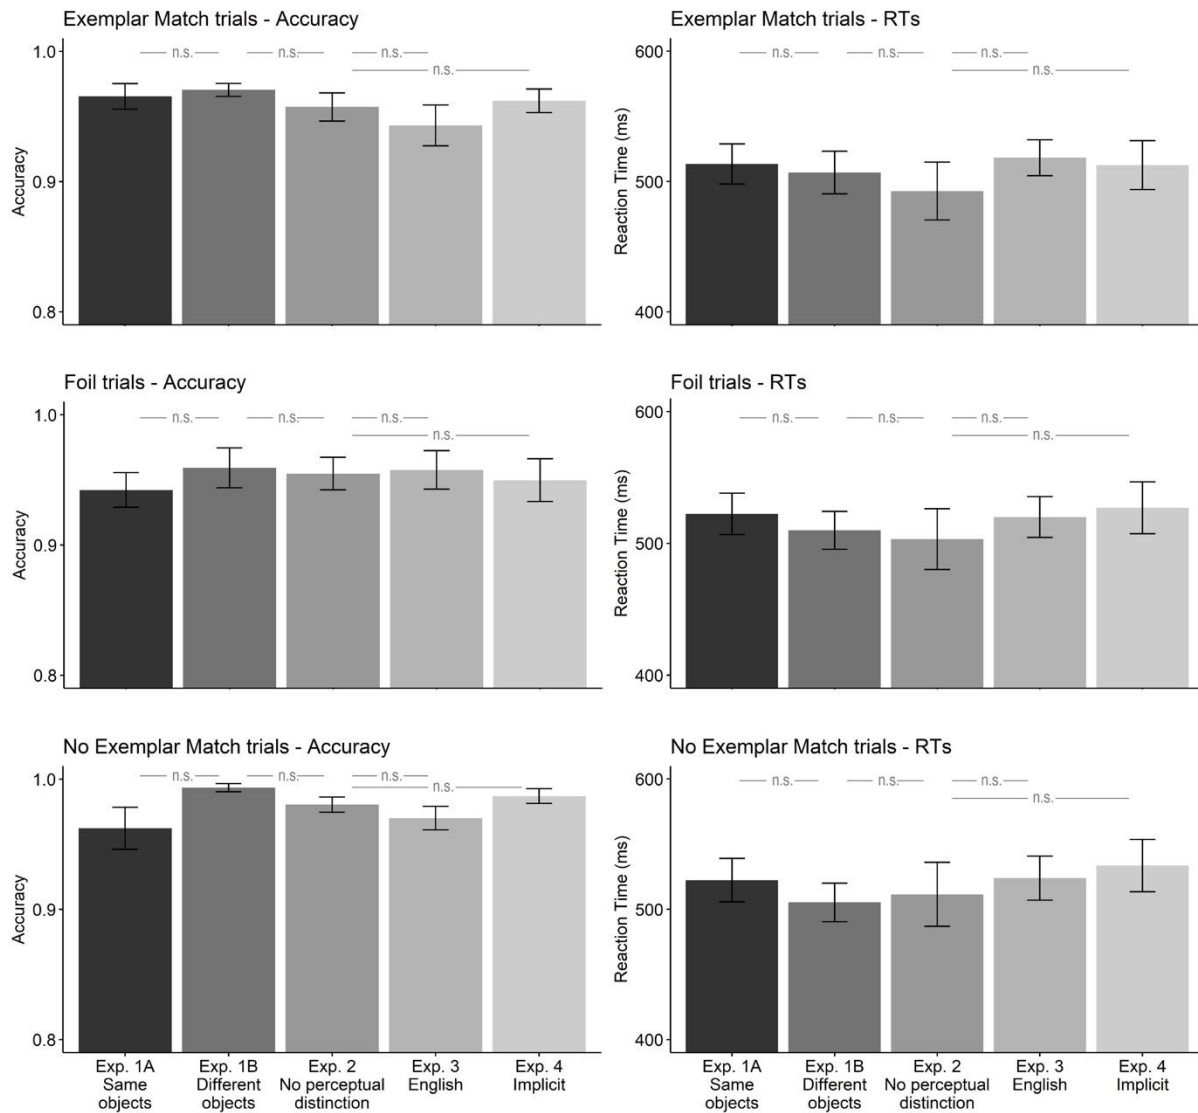 Exemplar Match trials - Accuracy
1.0
n.s.
n.s.
n.s.
n.s.
0.9
0.8
Accuracy
Exemplar Match trials - RTs
600
n.s.
n.s.
n.s.
n.s.
500
400
Reaction Time (ms)
Foil trials - Accuracy
1.0
n.s.
n.s.
n.s.
n.s.
0.9
0.8
Accuracy
Foil trials - RTs
600
n.s.
n.s.
n.s.
n.s.
500
400
Reaction Time (ms)
No Exemplar Match trials - Accuracy
1.0
n.s.
n.s.
n.s.
n.s.
0.9
0.8
Accuracy
Exp. 1A
Same
objects
Exp. 1B
Different
objects
Exp. 2
No perceptual
distinction
Exp. 3
English
Exp. 4
Implicit
No Exemplar Match trials - RTs
600
n.s.
n.s.
n.s.
n.s.
500
400
Reaction Time (ms)
Exp. 1A
Same
objects
Exp. 1B
Different
objects
Exp. 2
No perceptual
distinction
Exp. 3
English
Exp. 4
Implicit